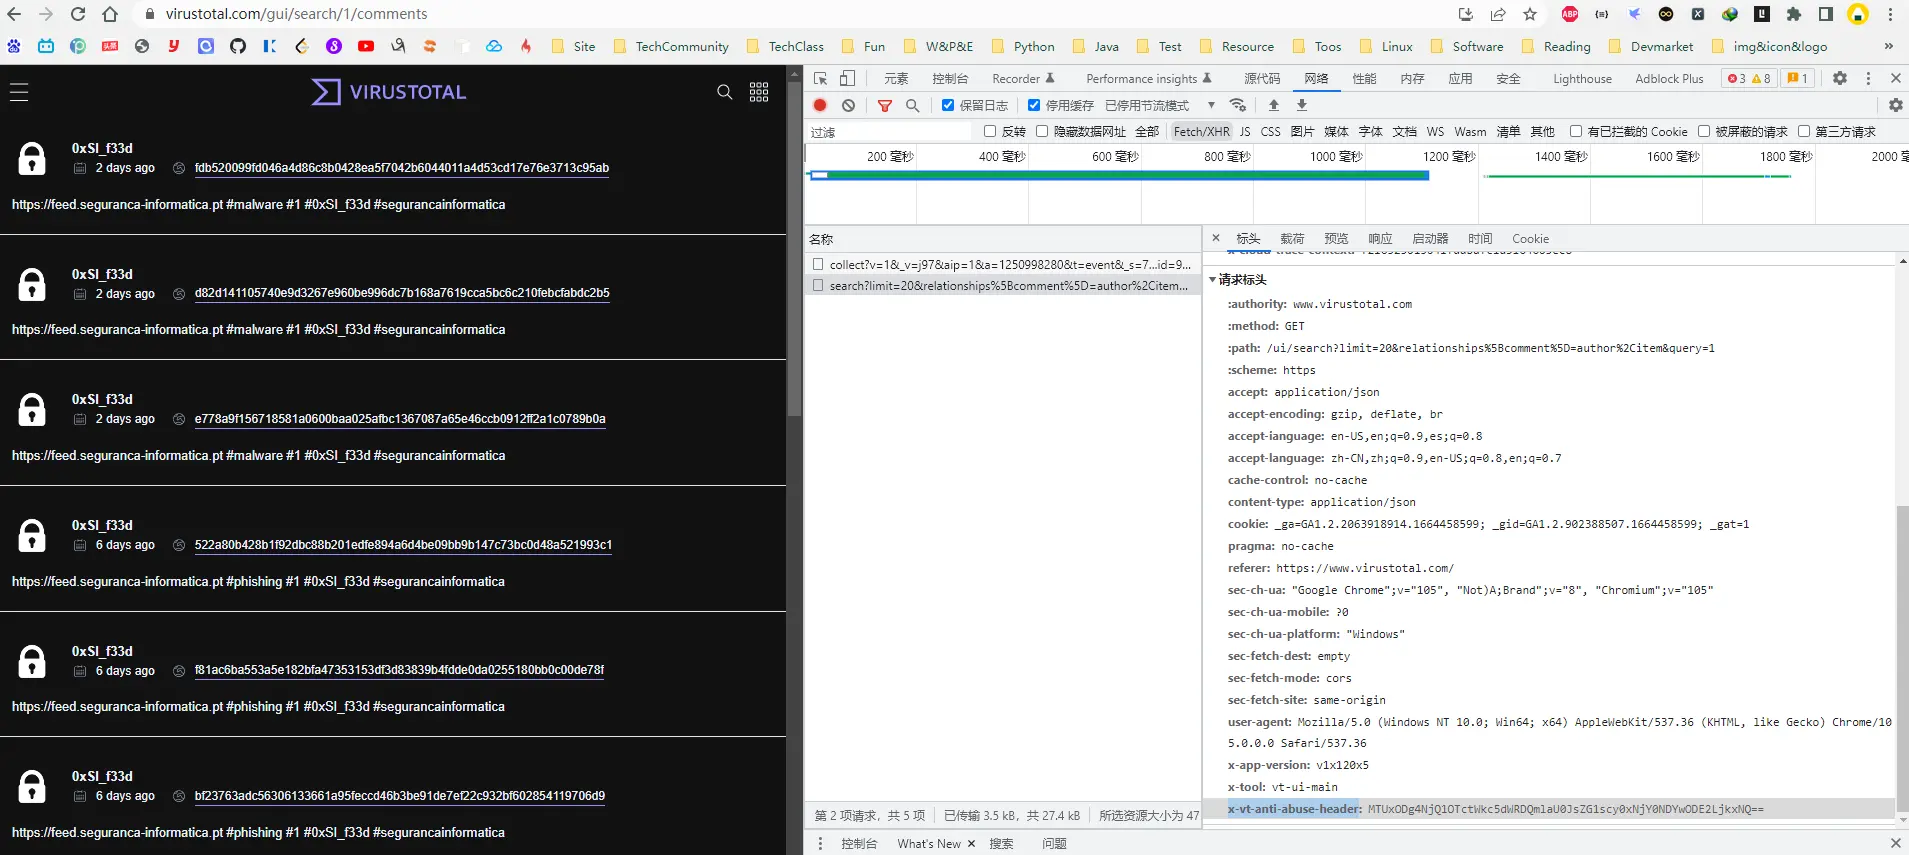 virustotal.com/gui/search/1/comments
Site TechCommunity TechClass Fun W&P&E Python Java Test Resource Toos Linux Software Reading Devmarket img&icon&logo »
VIRUSTOTAL
0xSI_f33d
2 days ago fdb520099fd046a4d86c8b0428ea5f7042b6044011a4d53cd17e76e3713c95ab
https://feed.seguranca-informatica.pt #malware #1 #0xSI_f33d #segurancainformatica
0xSI_f33d
2 days ago d82d141105740e9d3267e960be996dc7b168a7619cca5bc6c210febcfabdc2b5
https://feed.seguranca-informatica.pt #malware #1 #0xSI_f33d #segurancainformatica
0xSI_f33d
2 days ago e778a9f156718581a0600baa025afbc1367087a65e46ccb0912ff2a1c0789b0a
https://feed.seguranca-informatica.pt #malware #1 #0xSI_f33d #segurancainformatica
0xSI_f33d
6 days ago 522a80b428b1f92dbc88b201edfe894a6d4be09bb9b147c73bc0d48a521993c1
https://feed.seguranca-informatica.pt #phishing #1 #0xSI_f33d #segurancainformatica
0xSI_f33d
6 days ago f81ac6ba553a5e182bfa47353153df3d83839b4fdde0da0255180bb0c00de78f
https://feed.seguranca-informatica.pt #phishing #1 #0xSI_f33d #segurancainformatica
0xSI_f33d
6 days ago bf23763adc56306133661a95feccd46b3be91de7ef22c932bf602854119706d9
https://feed.seguranca-informatica.pt #phishing #1 #0xSI_f33d #segurancainformatica
元素 控制台 Recorder Performance insights 源代码 网络 性能 内存 应用 安全 Lighthouse Adblock Plus 3 8 1
保留日志 停用缓存 已停用节流模式
过滤 反转 隐藏数据网址 全部 Fetch/XHR JS CSS 图片 媒体 字体 文档 WS Wasm 清单 其他 有已拦截的 Cookie 被屏蔽的请求 第三方请求
200 毫秒 400 毫秒 600 毫秒 800 毫秒 1000 毫秒 1200 毫秒 1400 毫秒 1600 毫秒 1800 毫秒 2000 毫
名称
collect?v=1&_v=j97&aip=1&a=1250998280&t=event&_s=7...id=9...
search?limit=20&relationships%5Bcomment%5D=author%2Citem...
第 2 项请求，共 5 项 已传输 3.5 kB，共 27.4 kB 所选资源大小为 47
标头 载荷 预览 响应 启动器 时间 Cookie
请求标头
:authority: www.virustotal.com
:method: GET
:path: /ui/search?limit=20&relationships%5Bcomment%5D=author%2Citem&query=1
:scheme: https
accept: application/json
accept-encoding: gzip, deflate, br
accept-ianguage: en-US,en;q=0.9,es;q=0.8
accept-language: zh-CN,zh;q=0.9,en-US;q=0.8,en;q=0.7
cache-control: no-cache
content-type: application/json
cookie: _ga=GA1.2.2063918914.1664458599; _gid=GA1.2.902388507.1664458599; _gat=1
pragma: no-cache
referer: https://www.virustotal.com/
sec-ch-ua: "Google Chrome";v="105", "Not)A;Brand";v="8", "Chromium";v="105"
sec-ch-ua-mobile: ?0
sec-ch-ua-platform: "Windows"
sec-fetch-dest: empty
sec-fetch-mode: cors
sec-fetch-site: same-origin
user-agent: Mozilla/5.0 (Windows NT 10.0; Win64; x64) AppleWebKit/537.36 (KHTML, like Gecko) Chrome/10
5.0.0.0 Safari/537.36
x-app-version: v1x120x5
x-tool: vt-ui-main
x-vt-anti-abuse-header: MTUxODg4NjQ1OTctWkc5dWRDQmlaU0JsZG1scy0xNjY0NDYwODE2LjkxNQ==
控制台 What's New 搜索 问题